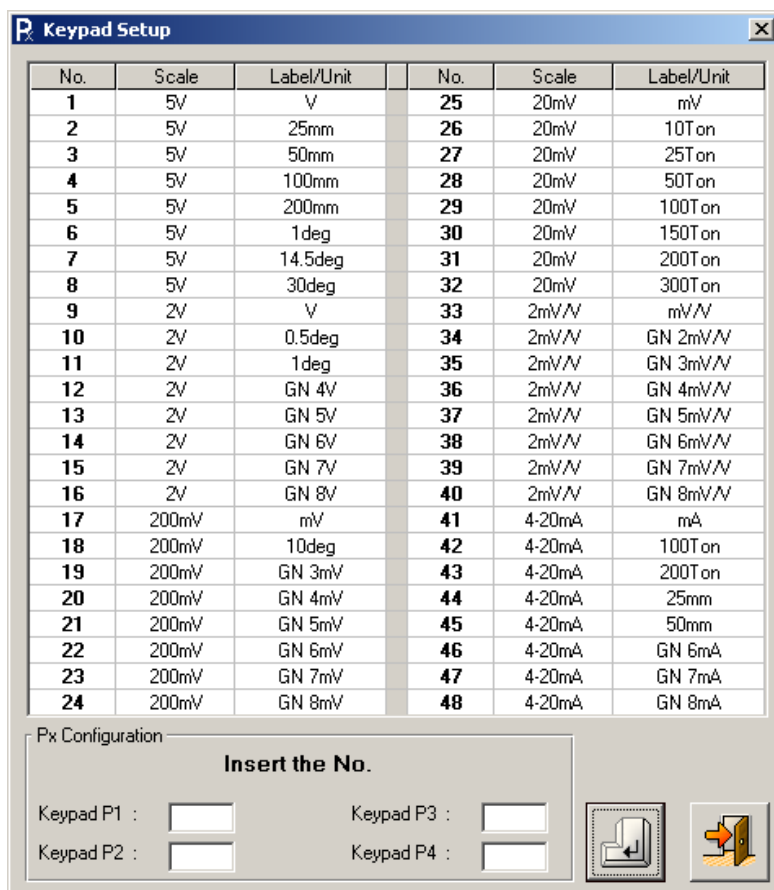 Px Keypad Setup
No. Scale Label/Unit No. Scale Label/Unit
1 5V V 25 20mV mV
2 5V 25mm 26 20mV 10Ton
3 5V 50mm 27 20mV 25Ton
4 5V 100mm 28 20mV 50Ton
5 5V 200mm 29 20mV 100Ton
6 5V 1deg 30 20mV 150Ton
7 5V 14.5deg 31 20mV 200Ton
8 5V 30deg 32 20mV 300Ton
9 2V V 33 2mV/V mV/V
10 2V 0.5deg 34 2mV/V GN 2mV/V
11 2V 1deg 35 2mV/V GN 3mV/V
12 2V GN 4V 36 2mV/V GN 4mV/V
13 2V GN 5V 37 2mV/V GN 5mV/V
14 2V GN 6V 38 2mV/V GN 6mV/V
15 2V GN 7V 39 2mV/V GN 7mV/V
16 2V GN 8V 40 2mV/V GN 8mV/V
17 200mV mV 41 4-20mA mA
18 200mV 10deg 42 4-20mA 100Ton
19 200mV GN 3mV 43 4-20mA 200Ton
20 200mV GN 4mV 44 4-20mA 25mm
21 200mV GN 5mV 45 4-20mA 50mm
22 200mV GN 6mV 46 4-20mA GN 6mA
23 200mV GN 7mV 47 4-20mA GN 7mA
24 200mV GN 8mV 48 4-20mA GN 8mA
Px Configuration
Insert the No.
Keypad P1 : Keypad P3 :
Keypad P2 : Keypad P4 :